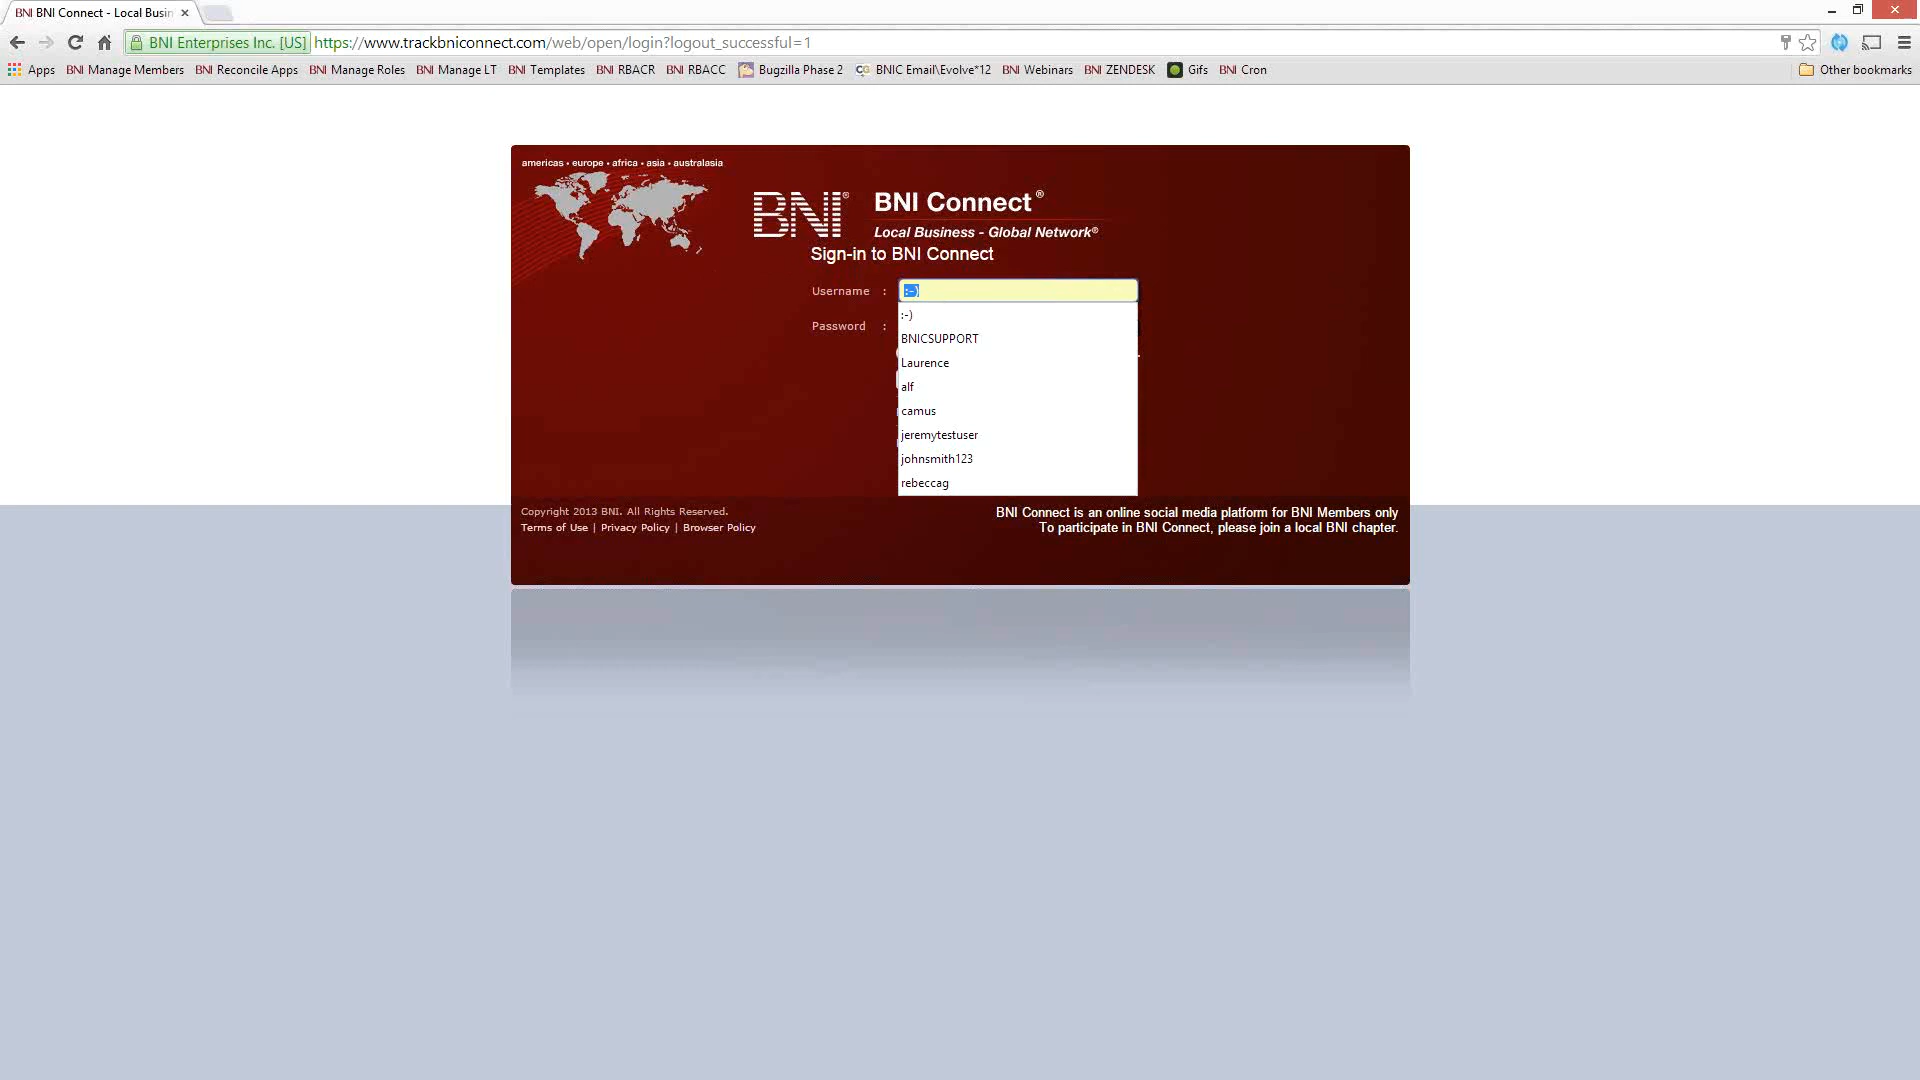 BNI BNI Connect - Local Busin
BNI Enterprises Inc. [US] https://www.trackbniconnect.com/web/open/login?logout_successful=1
Apps BNI Manage Members BNI Reconcile Apps BNI Manage Roles BNI Manage LT BNI Templates BNI RBACR BNI RBACC Bugzilla Phase 2 CG BNIC Email\Evolve*12 BNI Webinars BNI ZENDESK Gifs BNI Cron Other bookmarks
americas • europe • africa • asia • australasia
BNI® BNI Connect®
Local Business - Global Network®
Sign-in to BNI Connect
Username : :-)
:-)
Password :
BNICSUPPORT
Laurence
alf
camus
jeremytestuser
johnsmith123
rebeccag
Copyright 2013 BNI. All Rights Reserved.
Terms of Use | Privacy Policy | Browser Policy
BNI Connect is an online social media platform for BNI Members only
To participate in BNI Connect, please join a local BNI chapter.